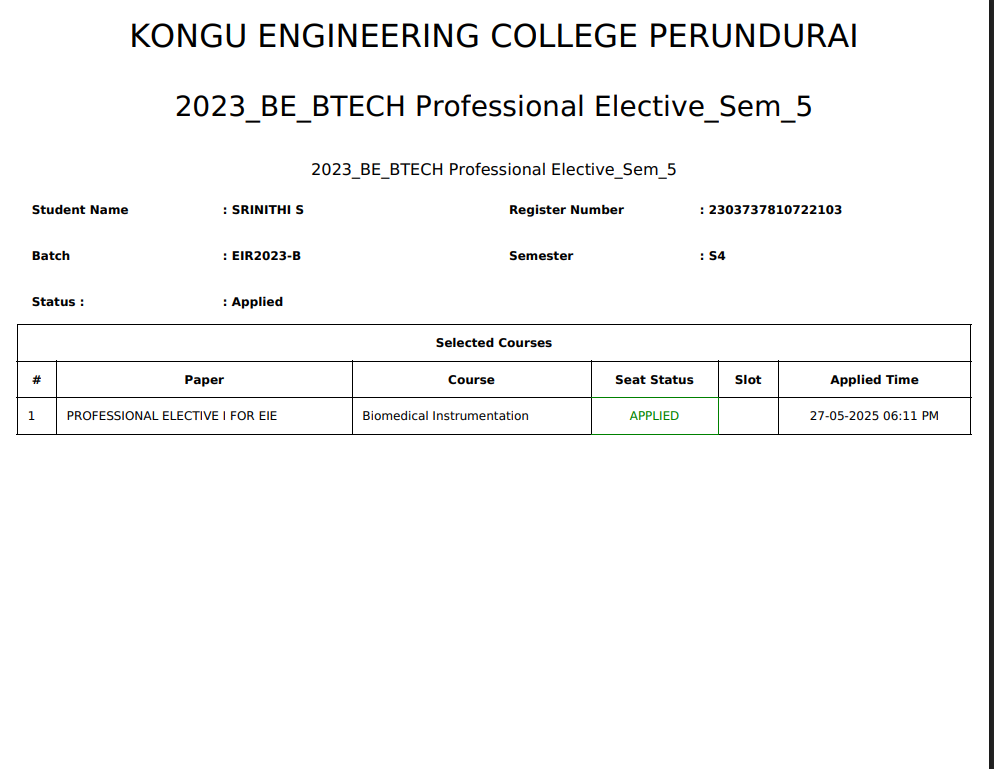 KONGU ENGINEERING COLLEGE PERUNDURAI
2023_BE_BTECH Professional Elective_Sem_5
2023_BE_BTECH Professional Elective_Sem_5
Student Name : SRINITHI S Register Number : 2303737810722103
Batch : EIR2023-B Semester : S4
Status : : Applied
Selected Courses
# Paper Course Seat Status Slot Applied Time
1 PROFESSIONAL ELECTIVE I FOR EIE Biomedical Instrumentation APPLIED 27-05-2025 06:11 PM